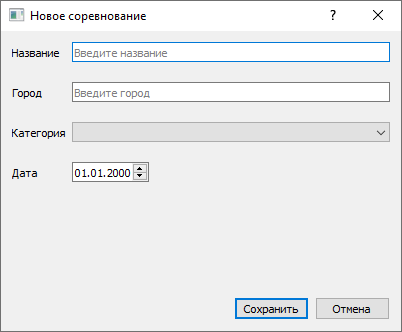 Новое соревнование
?
Название
Введите название
Город
Введите город
Категория
Дата
01.01.2000
Сохранить
Отмена